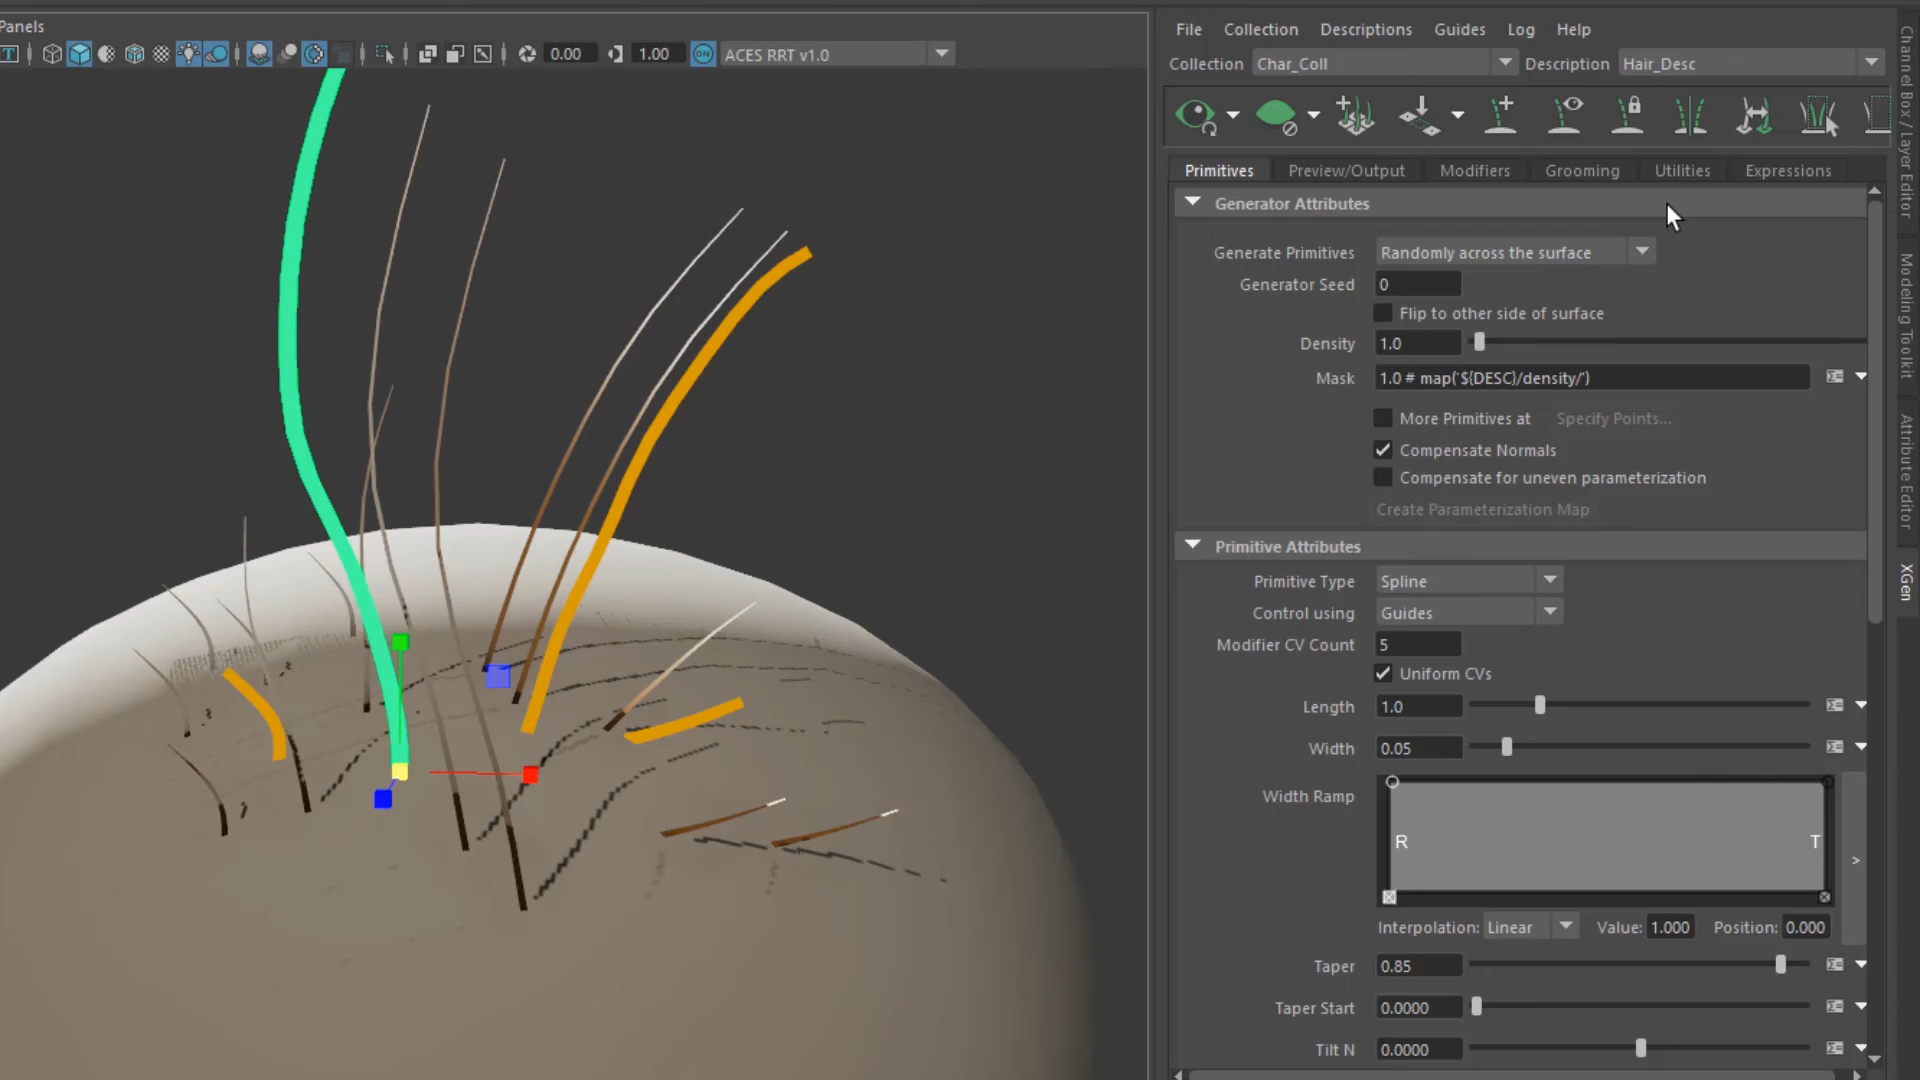 Panels
T
0.00
1.00
ON
ACES RRT v1.0
File Collection Descriptions Guides Log Help
Collection Char_Coll Description Hair_Desc
Primitives Preview/Output Modifiers Grooming Utilities Expressions
Generator Attributes
Generate Primitives Randomly across the surface
Generator Seed 0
Flip to other side of surface
Density 1.0
Mask 1.0 # map('${DESC}/density/')
More Primitives at Specify Points...
Compensate Normals
Compensate for uneven parameterization
Create Parameterization Map
Primitive Attributes
Primitive Type Spline
Control using Guides
Modifier CV Count 5
Uniform CVs
Length 1.0
Width 0.05
Width Ramp
R T
>
Interpolation: Linear Value: 1.000 Position: 0.000
Taper 0.85
Taper Start 0.0000
Tilt N 0.0000
Channel Box / Layer Editor
Modeling Toolkit
Attribute Editor
XGen